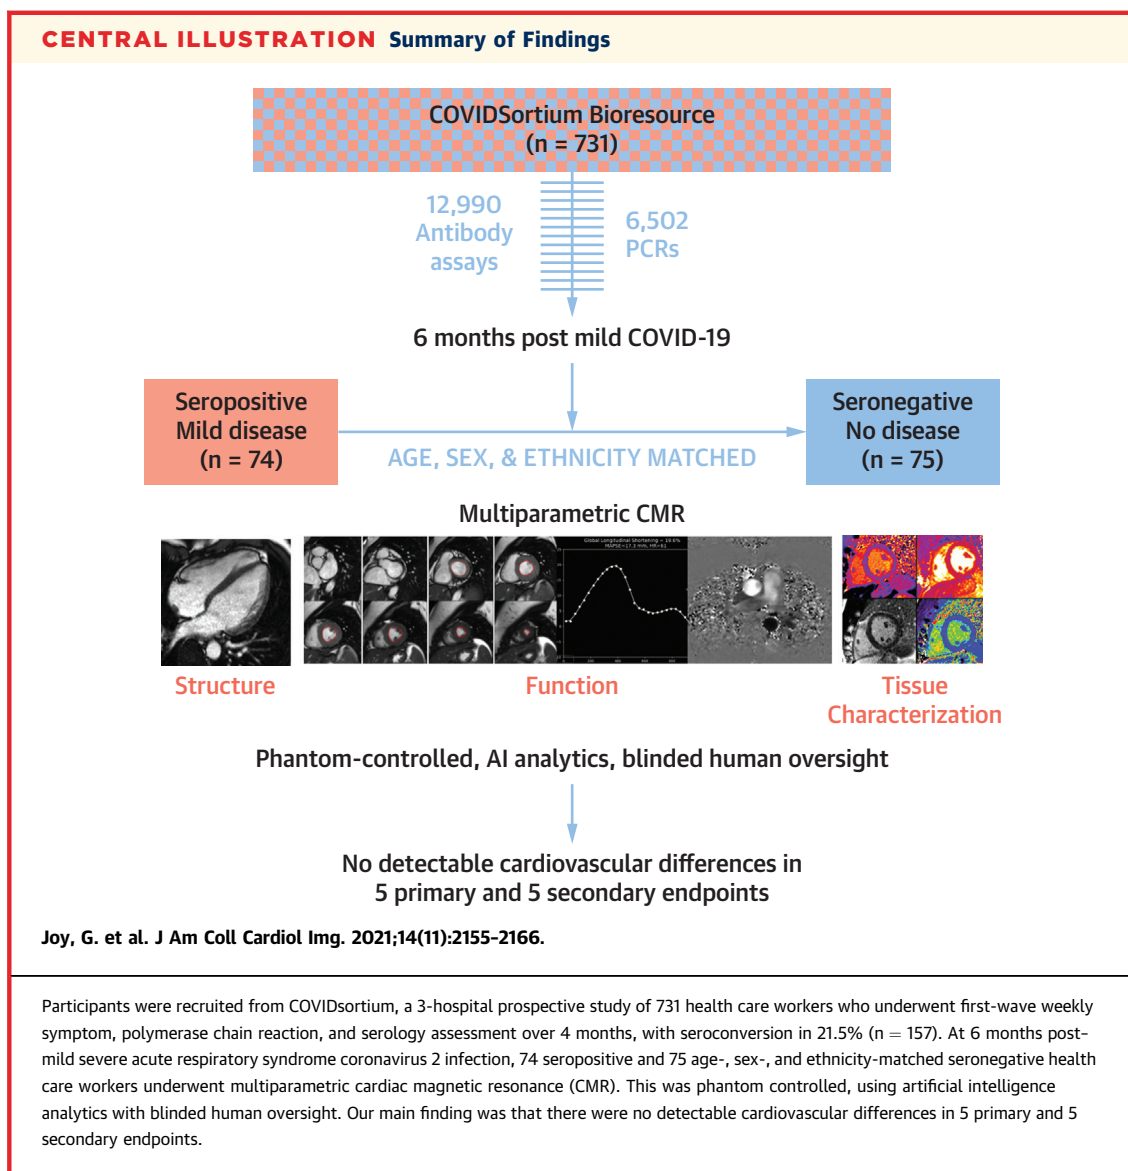 CENTRAL ILLUSTRATION Summary of Findings
COVIDSortium Bioresource
(n = 731)
12,990
Antibody
assays
6,502
PCRs
6 months post mild COVID-19
Seropositive
Mild disease
(n = 74)
AGE, SEX, & ETHNICITY MATCHED
Seronegative
No disease
(n = 75)
Multiparametric CMR
Structure
Function
Tissue
Characterization
Phantom-controlled, AI analytics, blinded human oversight
No detectable cardiovascular differences in
5 primary and 5 secondary endpoints
Joy, G. et al. J Am Coll Cardiol Img. 2021;14(11):2155–2166.
Participants were recruited from COVIDsortium, a 3-hospital prospective study of 731 health care workers who underwent first-wave weekly
symptom, polymerase chain reaction, and serology assessment over 4 months, with seroconversion in 21.5% (n = 157). At 6 months post–
mild severe acute respiratory syndrome coronavirus 2 infection, 74 seropositive and 75 age-, sex-, and ethnicity-matched seronegative health
care workers underwent multiparametric cardiac magnetic resonance (CMR). This was phantom controlled, using artificial intelligence
analytics with blinded human oversight. Our main finding was that there were no detectable cardiovascular differences in 5 primary and 5
secondary endpoints.